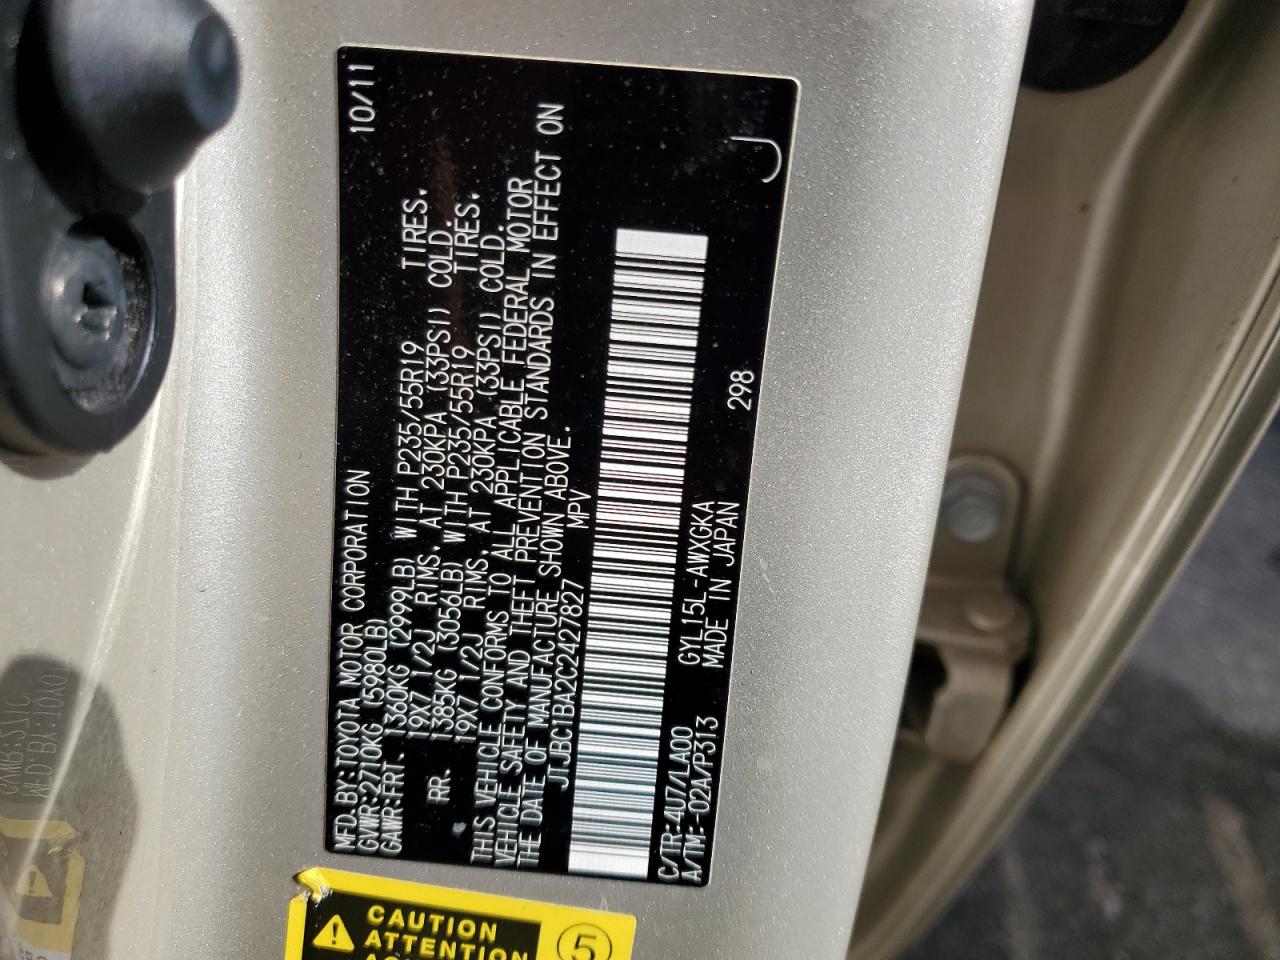 MFD.BY:TOYOTA MOTOR CORPORATION 10/11
GVWR:2710KG (5980LB)
GAWR:FRT. 1360KG (2999LB) WITH P235/55R19 TIRES.
19X7 1/2J RIMS. AT 230KPA (33PSI) COLD.
RR. 1385KG (3056LB) WITH P235/55R19 TIRES.
19X7 1/2J RIMS. AT 230KPA (33PSI) COLD.
THIS VEHICLE CONFORMS TO ALL APPLICABLE FEDERAL MOTOR
VEHICLE SAFETY AND THEFT PREVENTION STANDARDS IN EFFECT ON
THE DATE OF MANUFACTURE SHOWN ABOVE.
JTJBC1BA2C2427827 MPV
C/TR:4U7/LA00 GYL15L-AWXGKA 298
A/TM:-02A/P313 MADE IN JAPAN
J
CAUTION
ATTENTION
5